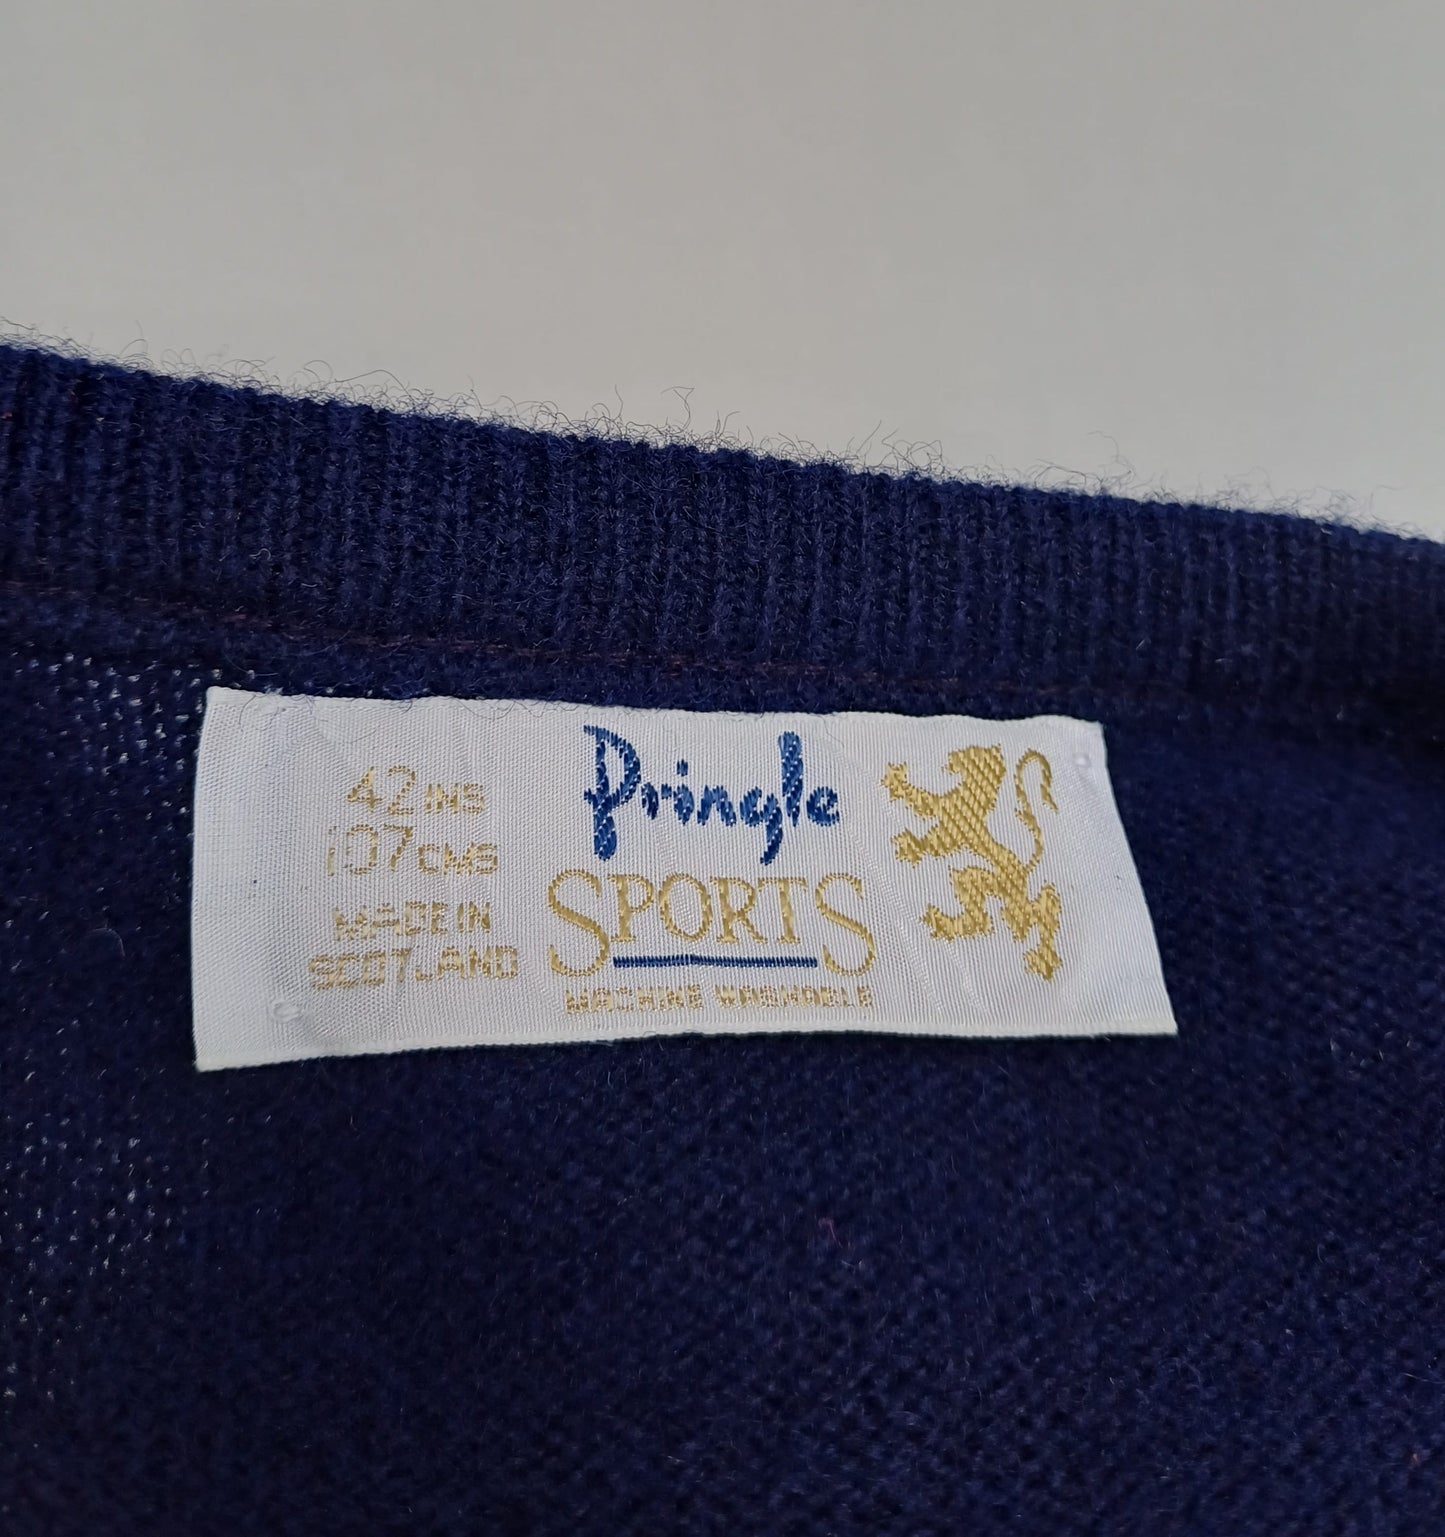 42 INS
107 CMS
MADE IN
SCOTLAND
Pringle
SPORTS
MACHINE WASHABLE